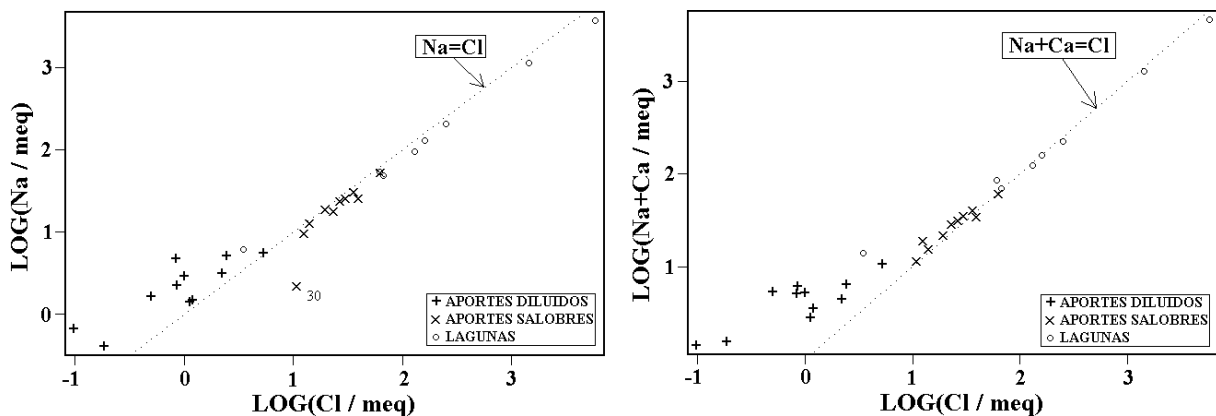 Na=Cl
LOG(Na / meq)
3
2
1
0
30
+ APORTES DILUIDOS
× APORTES SALOBRES
○ LAGUNAS
-1 0 1 2 3
LOG(Cl / meq)
Na+Ca=Cl
LOG(Na+Ca / meq)
3
2
1
+ APORTES DILUIDOS
× APORTES SALOBRES
○ LAGUNAS
-1 0 1 2 3
LOG(Cl / meq)